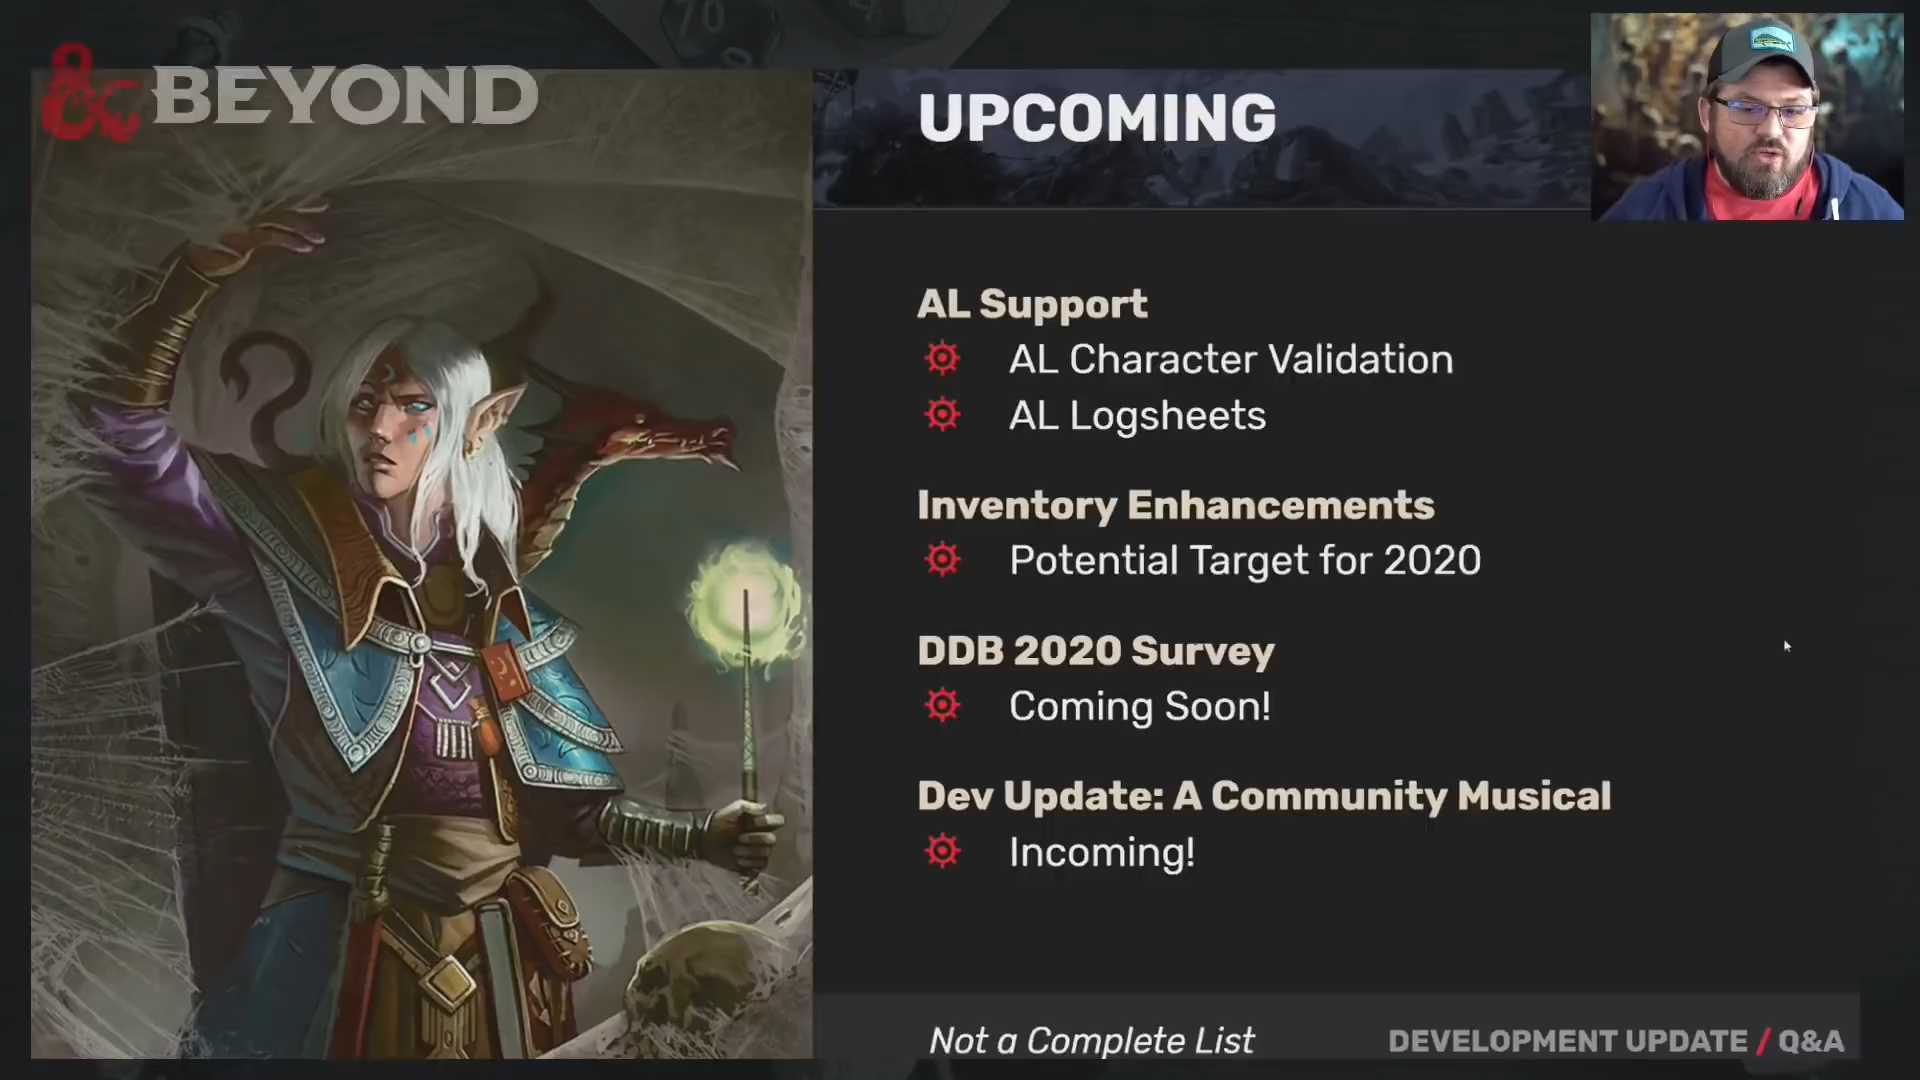 BEYOND
UPCOMING
AL Support
AL Character Validation
AL Logsheets
Inventory Enhancements
Potential Target for 2020
DDB 2020 Survey
Coming Soon!
Dev Update: A Community Musical
Incoming!
Not a Complete List
DEVELOPMENT UPDATE / Q&A